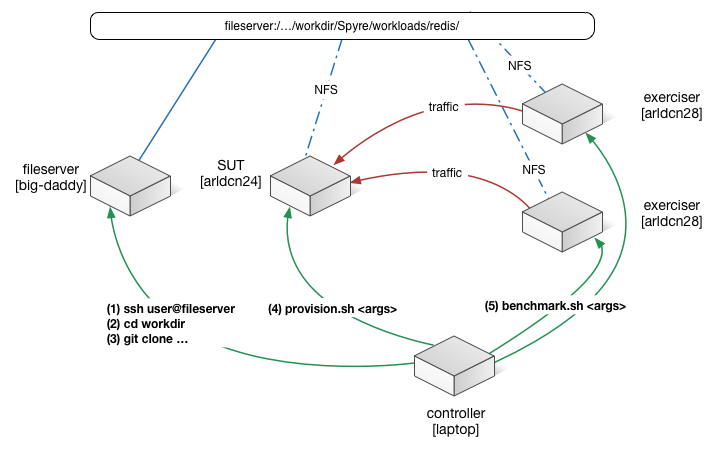 fileserver:/…/workdir/Spyre/workloads/redis/
NFS
NFS
exerciser
[arldcn28]
traffic
fileserver
[big-daddy]
SUT
[arldcn24]
traffic
NFS
exerciser
[arldcn28]
(1) ssh user@fileserver
(2) cd workdir
(3) git clone …
(4) provision.sh <args>
(5) benchmark.sh <args>
controller
[laptop]